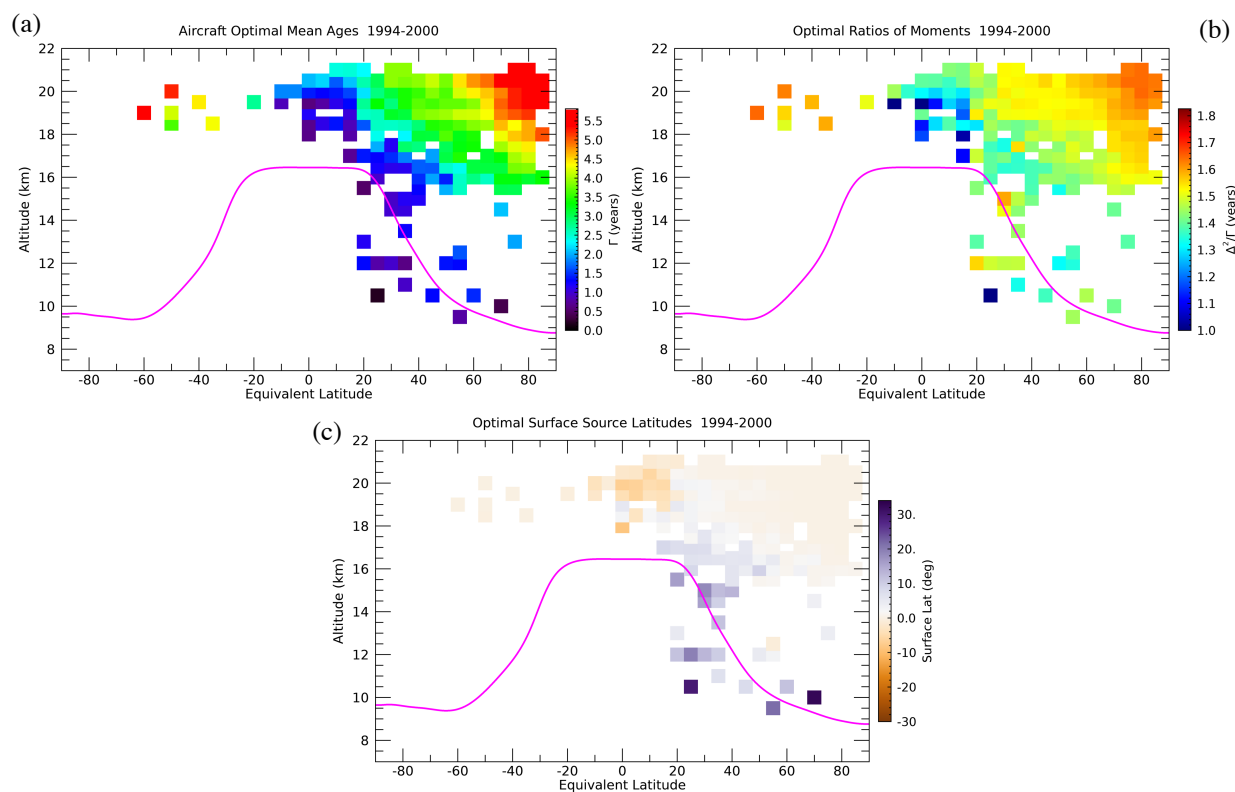 (a)
Aircraft Optimal Mean Ages 1994-2000
22
20
18
16
14
12
10
8
Altitude (km)
-80 -60 -40 -20 0 20 40 60 80
Equivalent Latitude
5.5
5.0
4.5
4.0
3.5
3.0
2.5
2.0
1.5
1.0
0.5
0.0
Γ (years)
(b)
Optimal Ratios of Moments 1994-2000
22
20
18
16
14
12
10
8
Altitude (km)
-80 -60 -40 -20 0 20 40 60 80
Equivalent Latitude
1.8
1.7
1.6
1.5
1.4
1.3
1.2
1.1
1.0
Δ²/Γ (years)
(c)
Optimal Surface Source Latitudes 1994-2000
22
20
18
16
14
12
10
8
Altitude (km)
-80 -60 -40 -20 0 20 40 60 80
Equivalent Latitude
30.
20.
10.
0.0
-10
-20
-30
Surface Lat (deg)